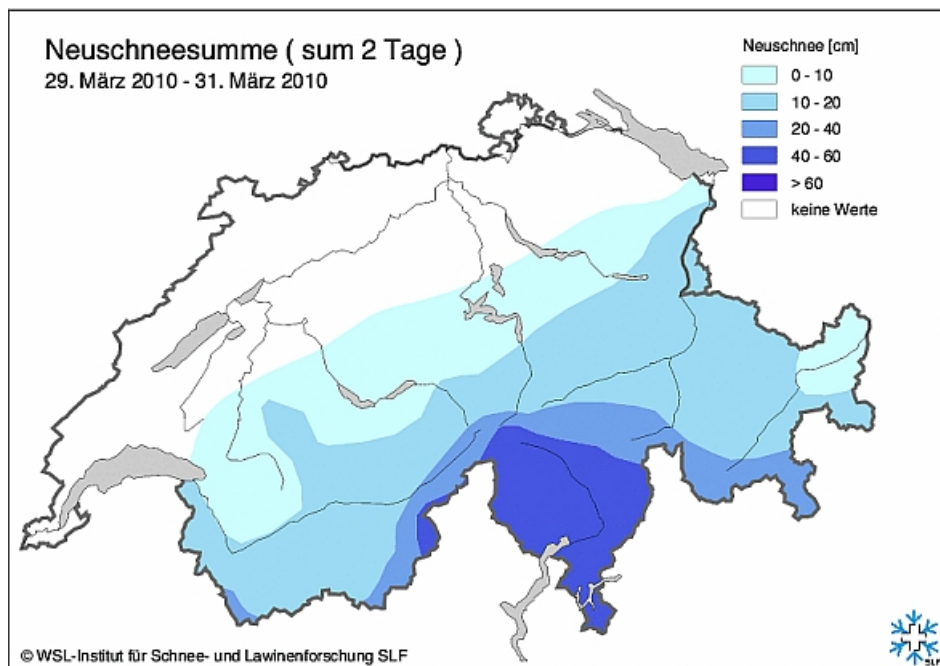 Neuschneesumme ( sum 2 Tage )
29. März 2010 - 31. März 2010
Neuschnee [cm]
0 - 10
10 - 20
20 - 40
40 - 60
> 60
keine Werte
© WSL-Institut für Schnee- und Lawinenforschung SLF
SLF